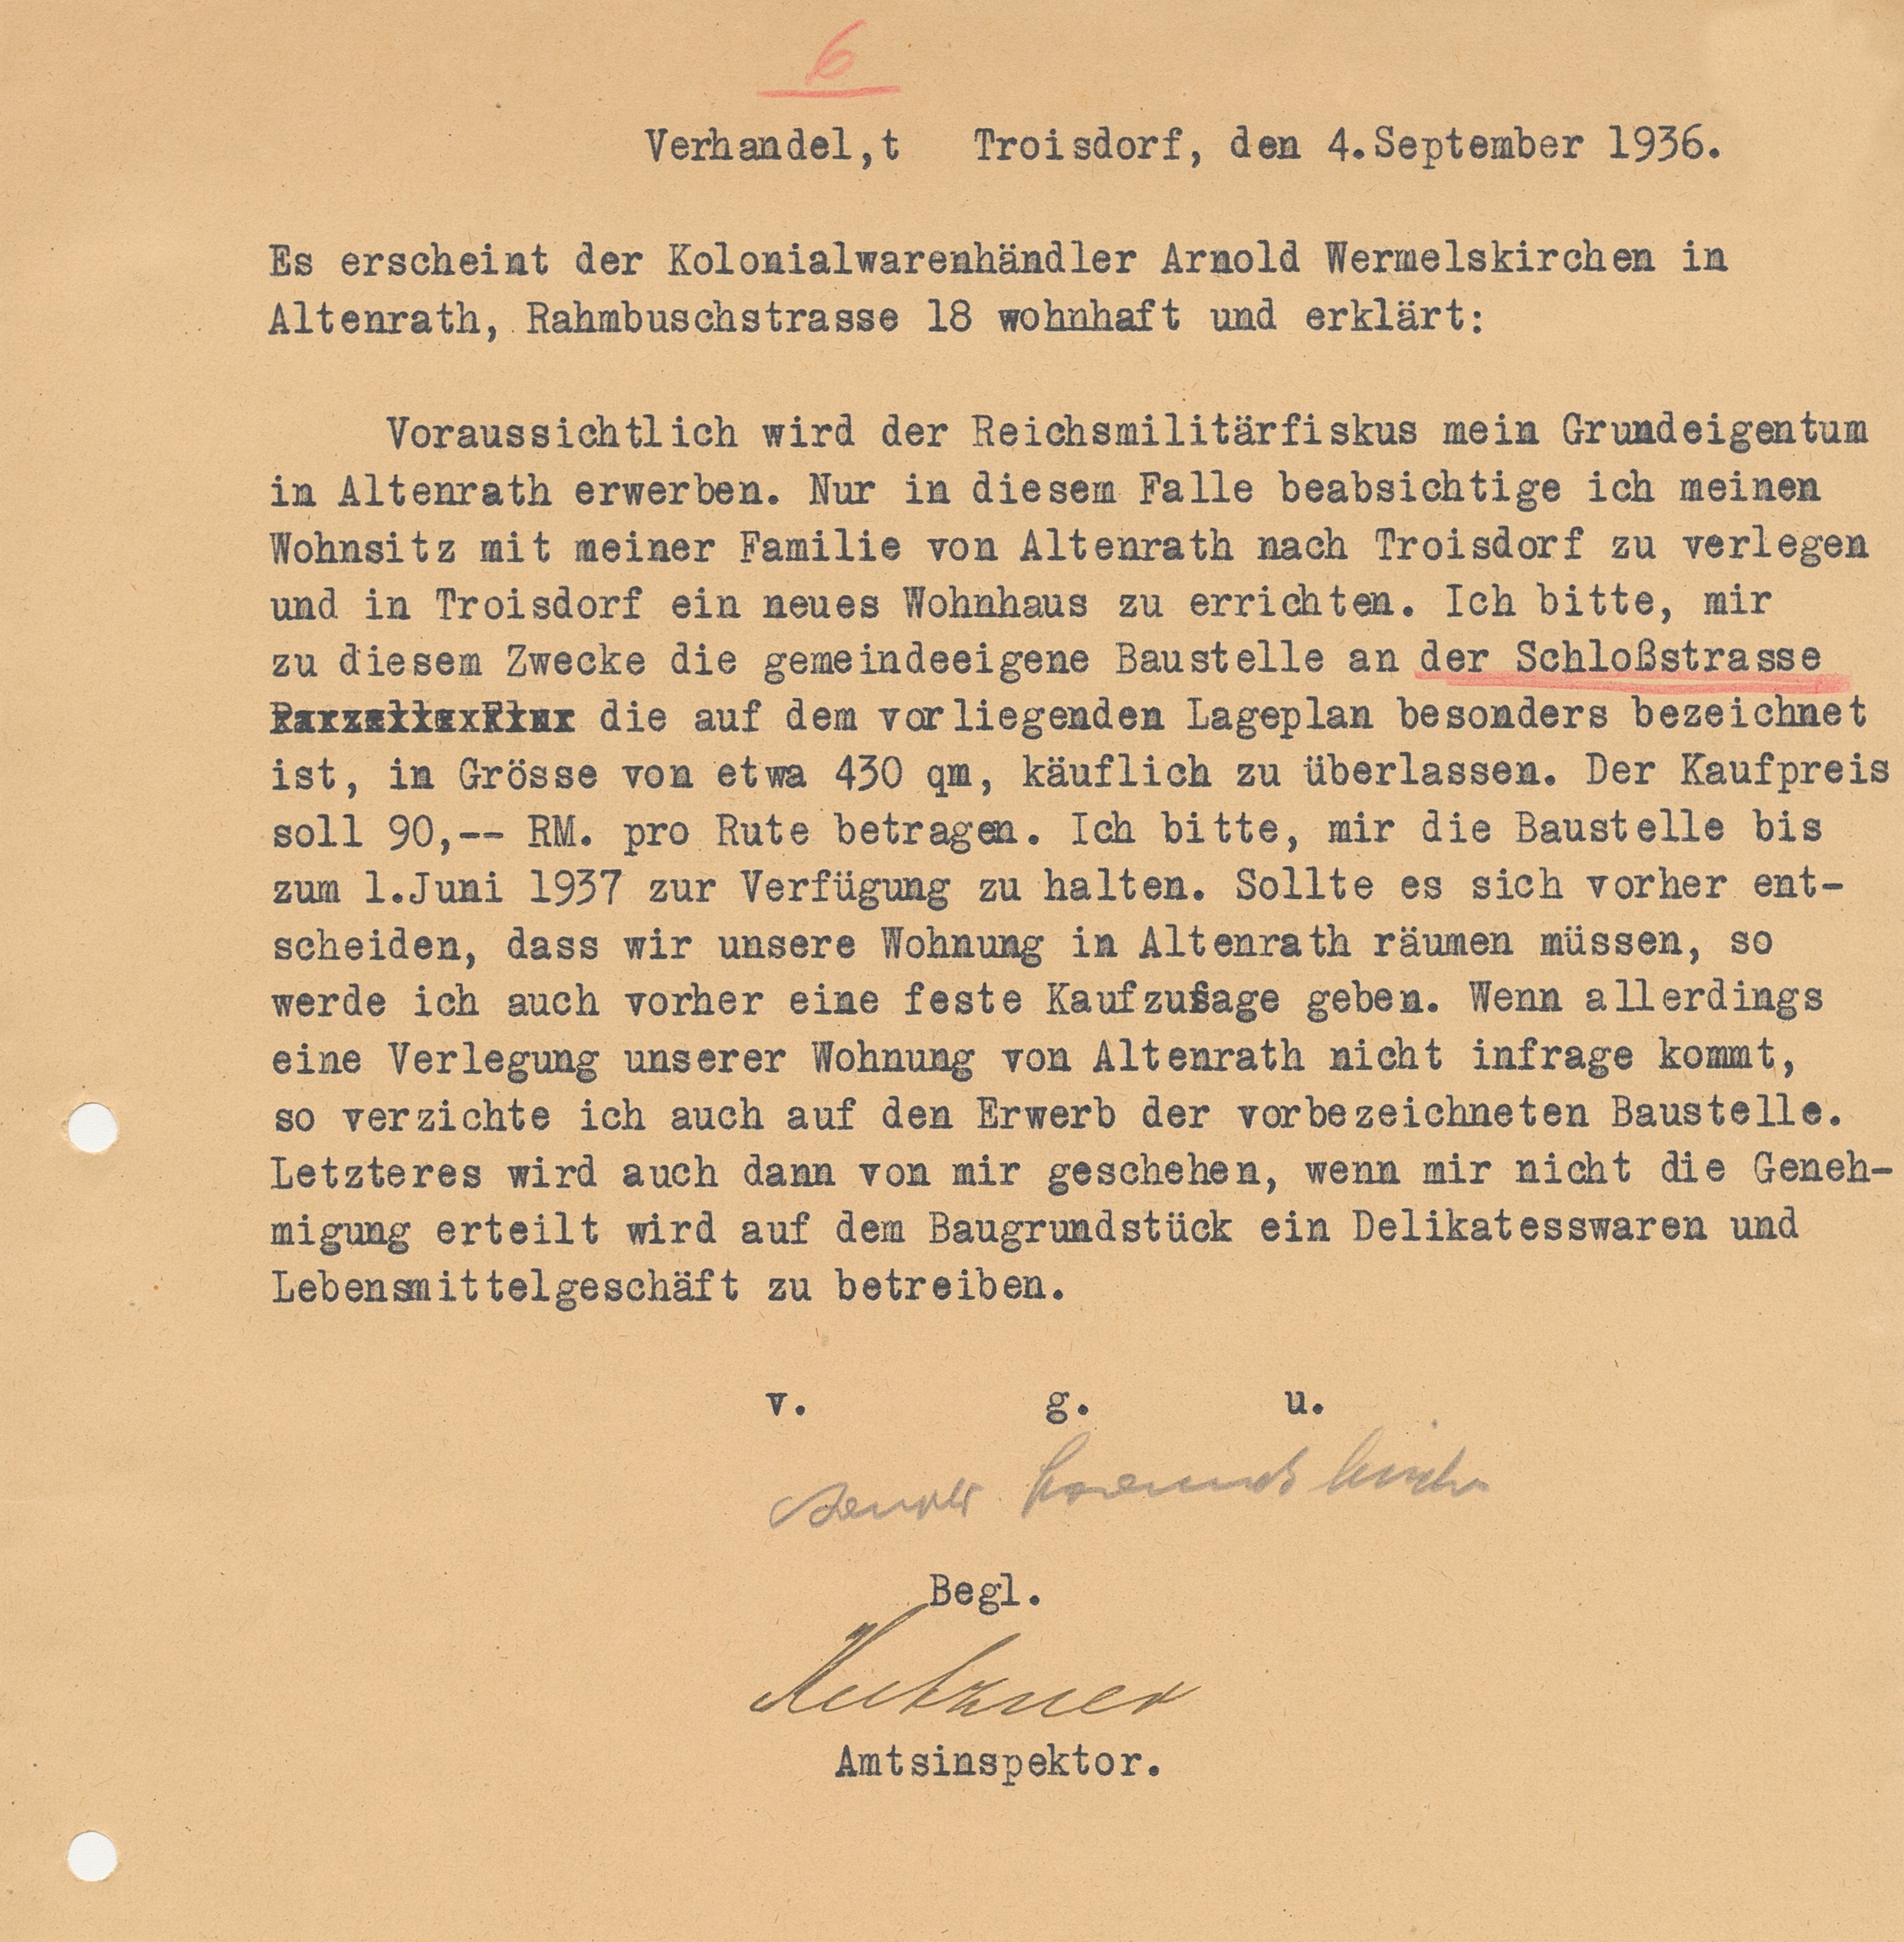 6
Verhandel,t Troisdorf, den 4.September 1936.
Es erscheint der Kolonialwarenhändler Arnold Wermelskirchen in
Altenrath, Rahmbuschstrasse 18 wohnhaft und erklärt:
Voraussichtlich wird der Reichsmilitärfiskus mein Grundeigentum
in Altenrath erwerben. Nur in diesem Falle beabsichtige ich meinen
Wohnsitz mit meiner Familie von Altenrath nach Troisdorf zu verlegen
und in Troisdorf ein neues Wohnhaus zu errichten. Ich bitte, mir
zu diesem Zwecke die gemeindeeigene Baustelle an der Schloßstrasse
die auf dem vorliegenden Lageplan besonders bezeichnet
ist, in Grösse von etwa 430 qm, käuflich zu überlassen. Der Kaufpreis
soll 90,-- RM. pro Rute betragen. Ich bitte, mir die Baustelle bis
zum 1.Juni 1937 zur Verfügung zu halten. Sollte es sich vorher ent-
scheiden, dass wir unsere Wohnung in Altenrath räumen müssen, so
werde ich auch vorher eine feste Kaufzusage geben. Wenn allerdings
eine Verlegung unserer Wohnung von Altenrath nicht infrage kommt,
so verzichte ich auch auf den Erwerb der vorbezeichneten Baustelle.
Letzteres wird auch dann von mir geschehen, wenn mir nicht die Geneh-
migung erteilt wird auf dem Baugrundstück ein Delikatesswaren und
Lebensmittelgeschäft zu betreiben.
v. g. u.
Begl.
Amtsinspektor.